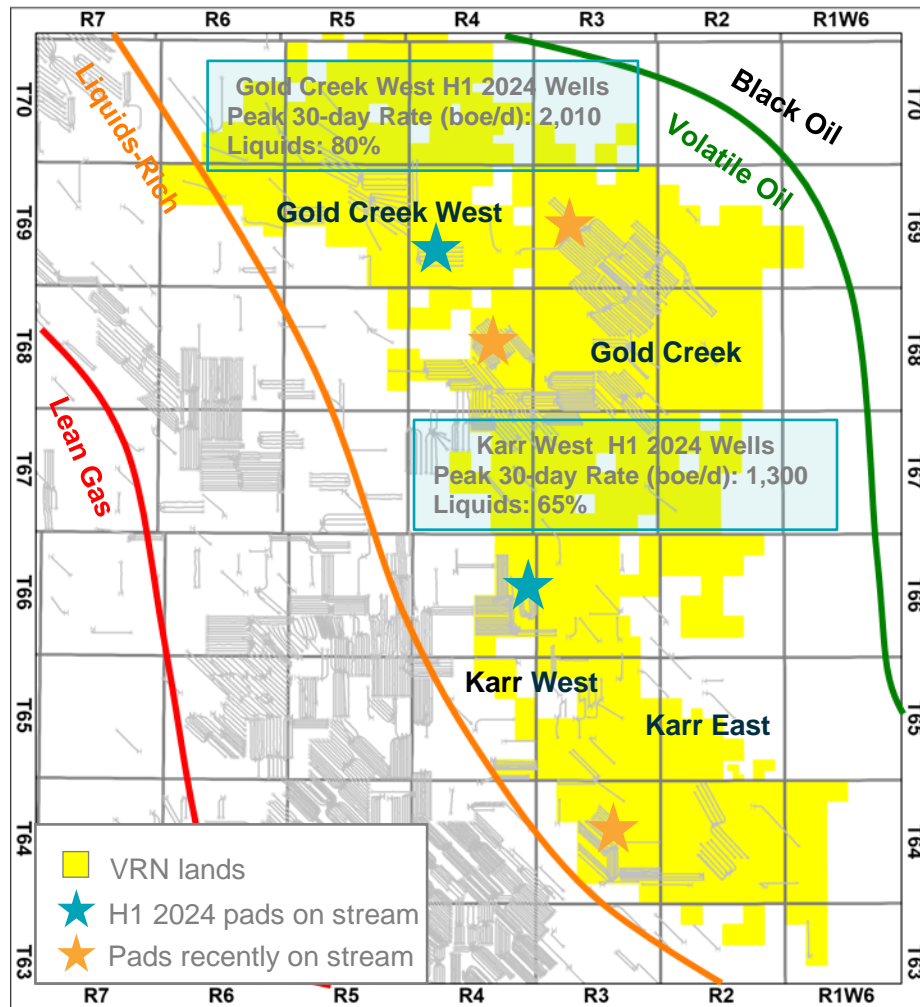 R7 R6 R5 R4 R3 R2 R1W6
T70
T70
Liquids-Rich
Gold Creek West H1 2024 Wells
Peak 30-day Rate (boe/d): 2,010
Liquids: 80%
Black Oil
Volatile Oil
T69
Gold Creek West
T69
T68
Gold Creek
T68
Lean Gas
T67
Karr West H1 2024 Wells
Peak 30-day Rate (boe/d): 1,300
Liquids: 65%
T67
T66
T66
T65
Karr West
Karr East
T65
T64
T64
VRN lands
H1 2024 pads on stream
Pads recently on stream
T63
T63
R7 R6 R5 R4 R3 R2 R1W6